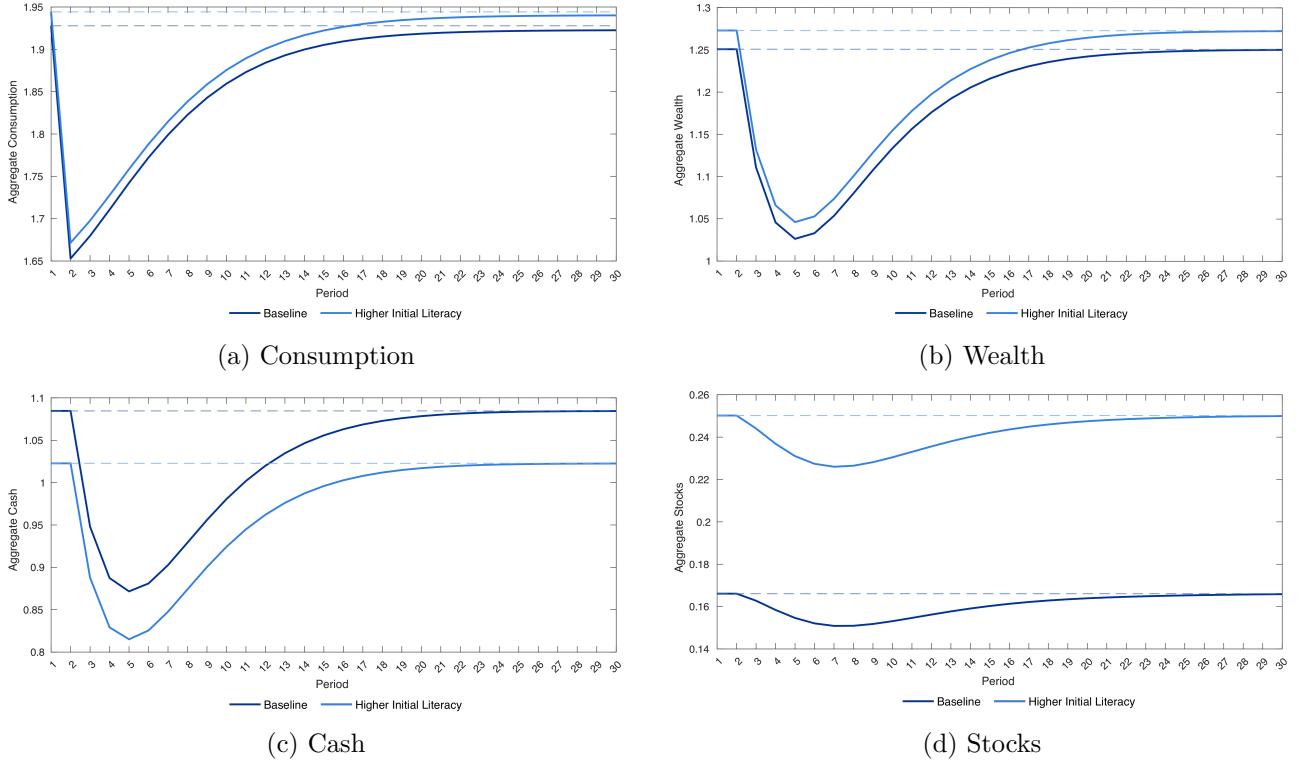 1.95
1.9
1.85
1.8
1.75
1.7
1.65
Aggregate Consumption
1 2 3 4 5 6 7 8 9 10 11 12 13 14 15 16 17 18 19 20 21 22 23 24 25 26 27 28 29 30
Period
Baseline Higher Initial Literacy
(a) Consumption
1.3
1.25
1.2
1.15
1.1
1.05
1
Aggregate Wealth
1 2 3 4 5 6 7 8 9 10 11 12 13 14 15 16 17 18 19 20 21 22 23 24 25 26 27 28 29 30
Period
Baseline Higher Initial Literacy
(b) Wealth
1.1
1.05
1
0.95
0.9
0.85
0.8
Aggregate Cash
1 2 3 4 5 6 7 8 9 10 11 12 13 14 15 16 17 18 19 20 21 22 23 24 25 26 27 28 29 30
Period
Baseline Higher Initial Literacy
(c) Cash
0.26
0.24
0.22
0.2
0.18
0.16
0.14
Aggregate Stocks
1 2 3 4 5 6 7 8 9 10 11 12 13 14 15 16 17 18 19 20 21 22 23 24 25 26 27 28 29 30
Period
Baseline Higher Initial Literacy
(d) Stocks